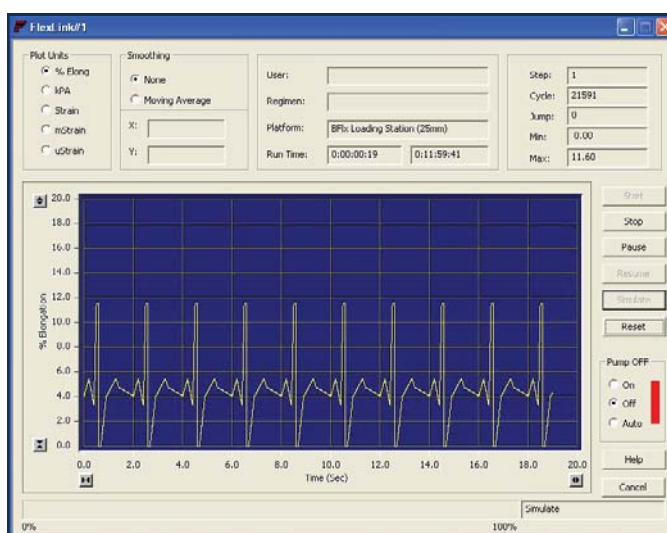 FlexLink#1
Plot Units
% Elong
kPA
Strain
mStrain
uStrain
Smoothing
None
Moving Average
X:
Y:
User:
Regimen:
Platform: BFlx Loading Station (25mm)
Run Time: 0:00:00:19 0:11:59:41
Step: 1
Cycle: 21591
Jump: 0
Min: 0.00
Max: 11.60
20.0
18.0
16.0
14.0
12.0
10.0
8.0
6.0
4.0
2.0
0.0
% Elongation
0.0 2.0 4.0 6.0 8.0 10.0 12.0 14.0 16.0 18.0 20.0
Time (Sec)
Start
Stop
Pause
Resume
Simulate
Reset
Pump OFF
On
Off
Auto
Help
Cancel
Simulate
0% 100%